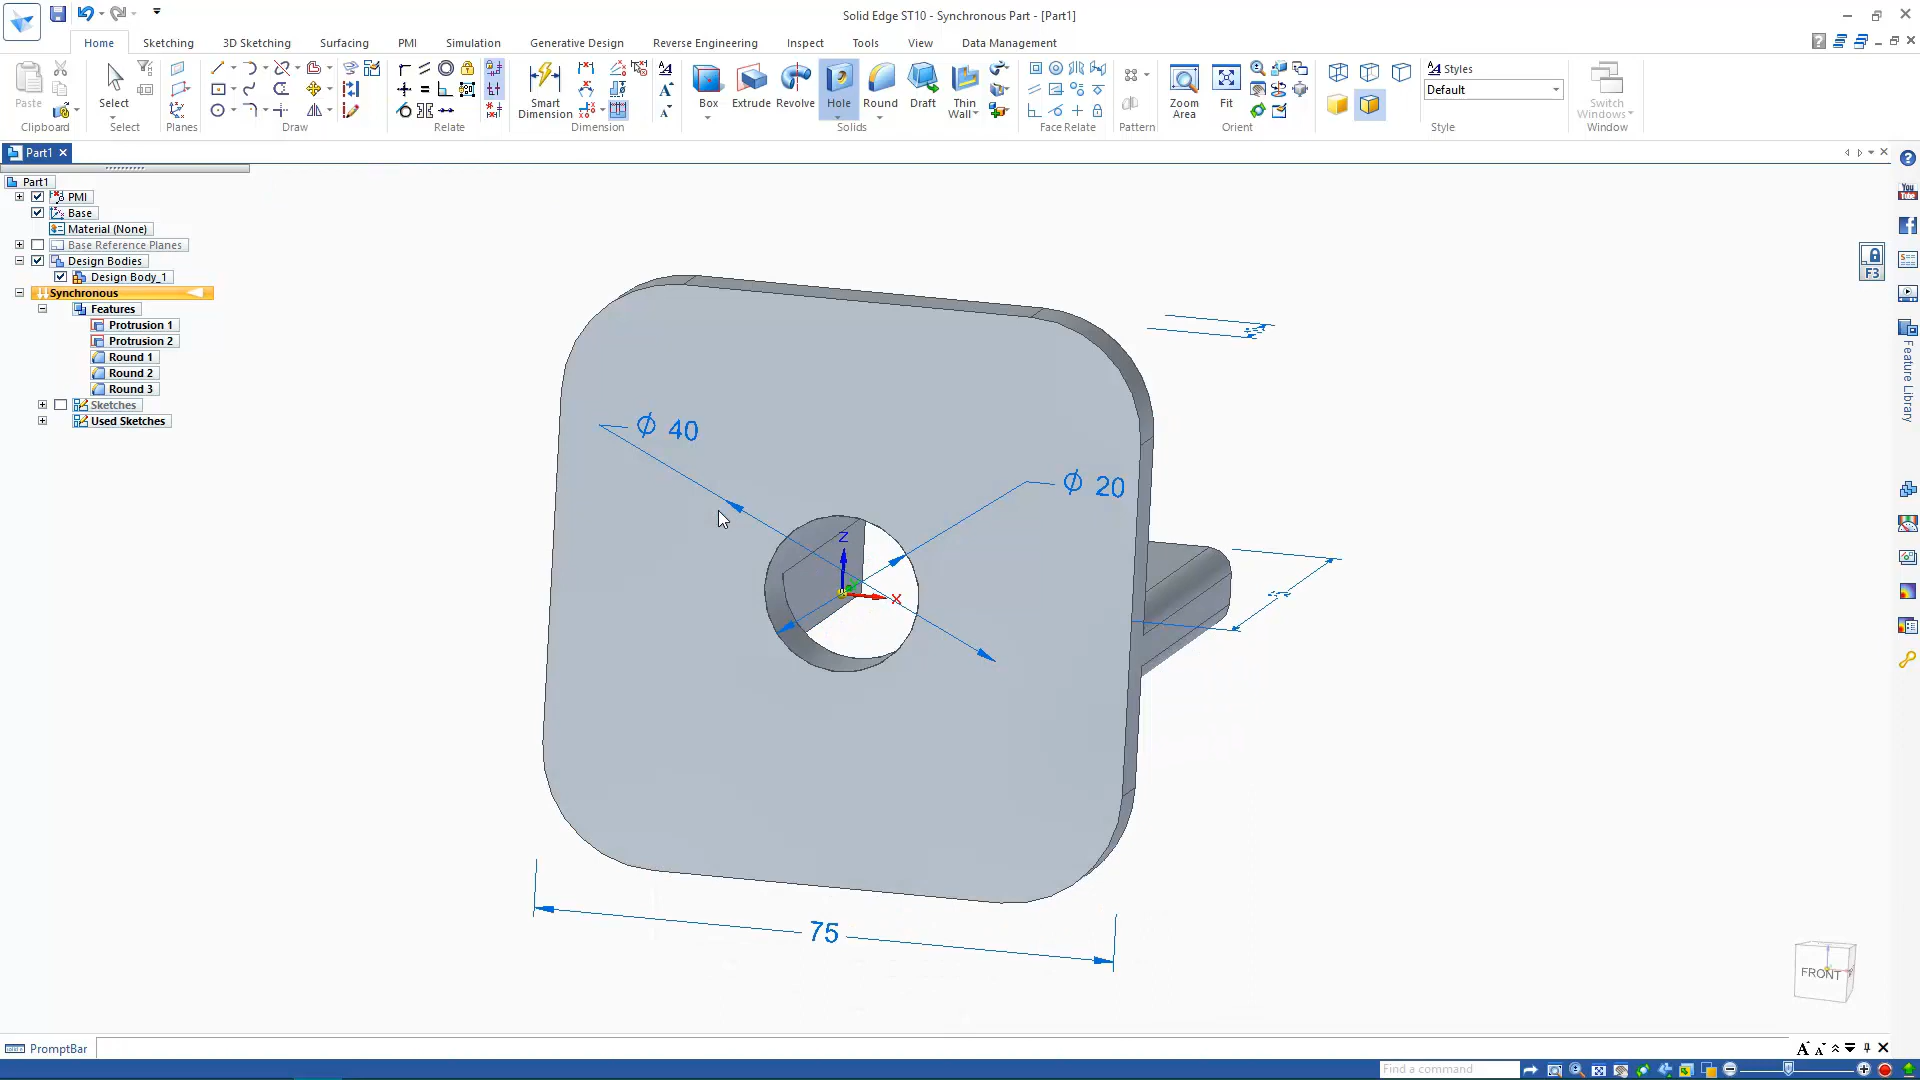 Solid Edge ST10 - Synchronous Part - [Part1]
Home Sketching 3D Sketching Surfacing PMI Simulation Generative Design Reverse Engineering Inspect Tools View Data Management
Paste
Clipboard
Select
Select
Planes
Draw
Relate
Smart Dimension
Dimension
Box Extrude Revolve Hole Round Draft Thin Wall
Solids
Face Relate
Pattern
Zoom Area
Fit
Orient
Styles
Default
Style
Switch Windows
Window
Part1
Part1
PMI
Base
Material (None)
Base Reference Planes
Design Bodies
Design Body_1
Synchronous
Features
Protrusion 1
Protrusion 2
Round 1
Round 2
Round 3
Sketches
Used Sketches
F3
You Tube
Feature Library
ϕ 40
ϕ 20
Z
X
75
FRONT
PromptBar
Find a command